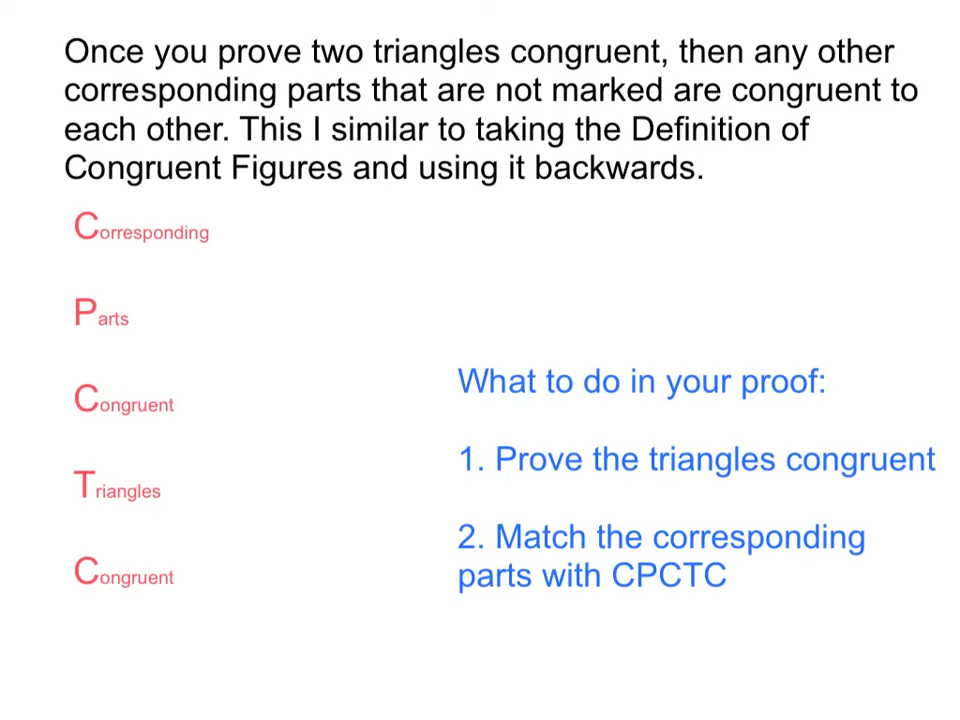 Once you prove two triangles congruent, then any other
corresponding parts that are not marked are congruent to
each other. This I similar to taking the Definition of
Congruent Figures and using it backwards.
Corresponding
Parts
Congruent
Triangles
Congruent
What to do in your proof:
1. Prove the triangles congruent
2. Match the corresponding
parts with CPCTC